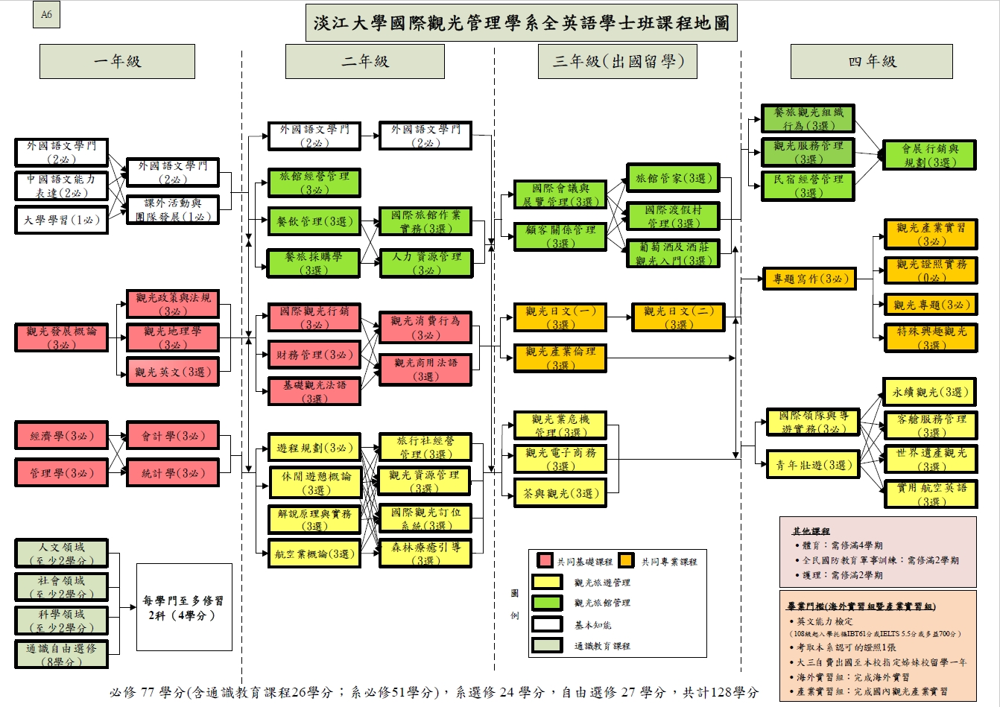 A6
淡江大學國際觀光管理學系全英語學士班課程地圖
一年級
二年級
三年級(出國留學)
四年級
外國語文學門
(2必)
中國語文能力
表達(2必)
大學學習(1必)
外國語文學門
(2必)
課外活動與
團隊發展(1必)
觀光發展概論
(3必)
觀光政策與法規
(3必)
觀光地理學
(3必)
觀光英文(3選)
經濟學(3必)
管理學(3必)
會計學(3必)
統計學(3必)
人文領域
(至少2學分)
社會領域
(至少2學分)
科學領域
(至少2學分)
通識自由選修
(8學分)
每學門至多修習
2科（4學分）
外國語文學門
(2必)
外國語文學門
(2必)
旅館經營管理
(3必)
餐飲管理(3選)
餐旅採購學
(3選)
國際旅館作業
實務(3選)
人力資源管理
(3必)
國際觀光行銷
(3必)
財務管理(3必)
基礎觀光法語
(3選)
觀光消費行為
(3必)
觀光商用法語
(3選)
遊程規劃(3必)
休閒遊憩概論
(3選)
解說原理與實務
(3選)
航空業概論(3選)
旅行社經營
管理(3選)
觀光資源管理
(3選)
國際觀光訂位
系統(3選)
森林療癒引導
(3選)
國際會議與
展覽管理(3選)
顧客關係管理
(3選)
旅館管家(3選)
國際渡假村
管理(3選)
葡萄酒及酒莊
觀光入門(3選)
觀光日文(一)
(3選)
觀光日文(二)
(3選)
觀光產業倫理
(3選)
觀光業危機
管理(3選)
觀光電子商務
(3選)
茶與觀光(3選)
餐旅觀光組織
行為(3選)
觀光服務管理
(3選)
民宿經營管理
(3選)
會展行銷與
規劃(3選)
專題寫作(3必)
觀光產業實習
(3必)
觀光證照實務
(0必)
觀光專題(3必)
特殊興趣觀光
(3選)
國際領隊與導
遊實務(3必)
青年壯遊(3選)
永續觀光(3選)
客艙服務管理
(3選)
世界遺產觀光
(3選)
實用航空英語
(3選)
圖
例
共同基礎課程
共同專業課程
觀光旅遊管理
觀光旅館管理
基本知能
通識教育課程
其他課程
• 體育：需修滿4學期
• 全民國防教育軍事訓練：需修滿2學期
• 護理：需修滿2學期
畢業門檻(海外實習組暨產業實習組)
• 英文能力檢定
（108級起入學托福IBT61分或IELTS 5.5分或多益700分）
• 考取本系認可的證照1張
• 大三自費出國至本校指定姊妹校留學一年
• 海外實習組：完成海外實習
• 產業實習組：完成國內觀光產業實習
必修 77 學分(含通識教育課程26學分；系必修51學分)，系選修 24 學分，自由選修 27 學分，共計128學分